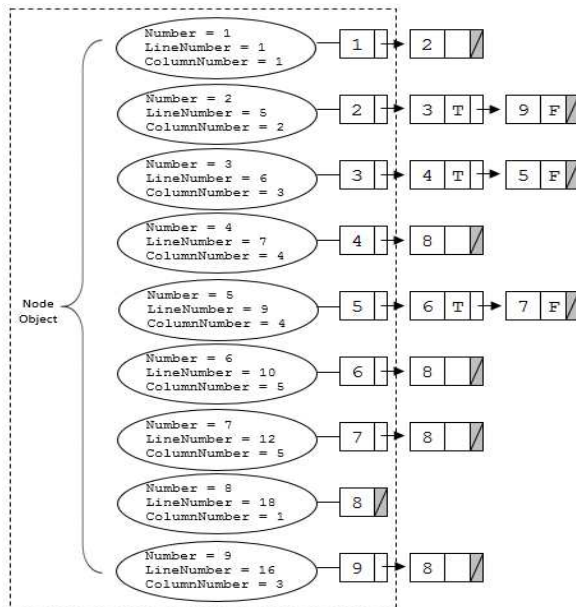 Number = 1
LineNumber = 1
ColumnNumber = 1
1 2
Number = 2
LineNumber = 5
ColumnNumber = 2
2 3 T 9 F
Number = 3
LineNumber = 6
ColumnNumber = 3
3 4 T 5 F
Number = 4
LineNumber = 7
ColumnNumber = 4
4 8
Node
Object
Number = 5
LineNumber = 9
ColumnNumber = 4
5 6 T 7 F
Number = 6
LineNumber = 10
ColumnNumber = 5
6 8
Number = 7
LineNumber = 12
ColumnNumber = 5
7 8
Number = 8
LineNumber = 18
ColumnNumber = 1
8
Number = 9
LineNumber = 16
ColumnNumber = 3
9 8